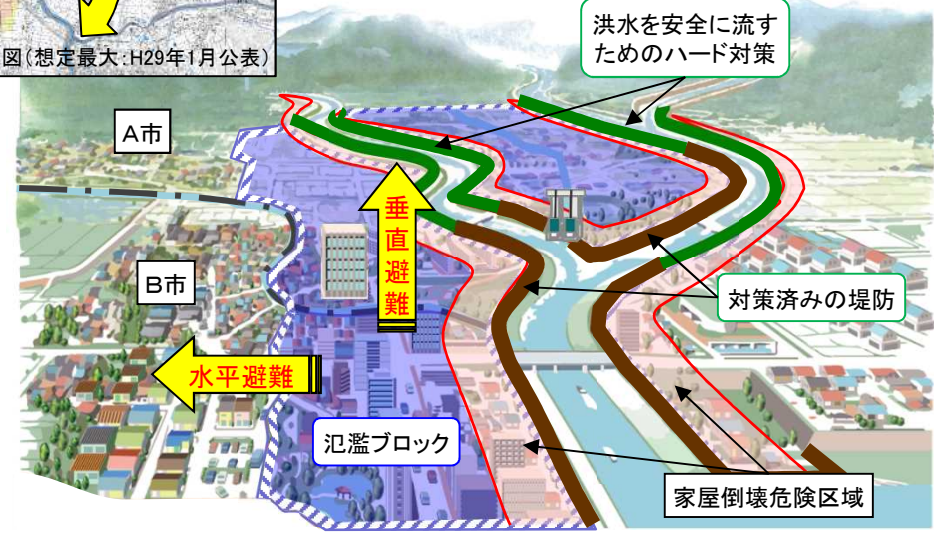 図(想定最大:H29年1月公表)
洪水を安全に流す
ためのハード対策
A市
垂
直
避
難
B市
対策済みの堤防
水平避難
氾濫ブロック
家屋倒壊危険区域